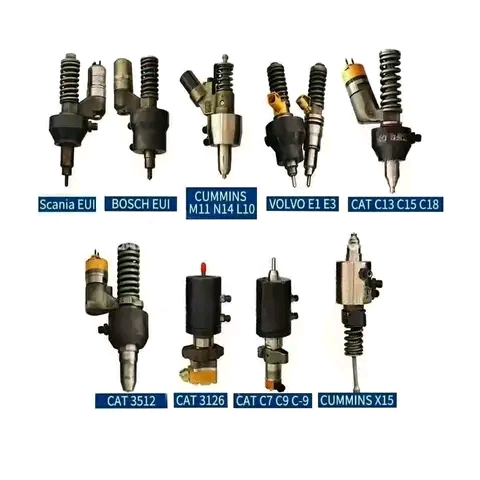 Scania EUI
BOSCH EUI
CUMMINS
M11 N14 L10
VOLVO E1 E3
CAT C13 C15 C18
CAT 3512
CAT 3126
CAT C7 C9 C-9
CUMMINS X15